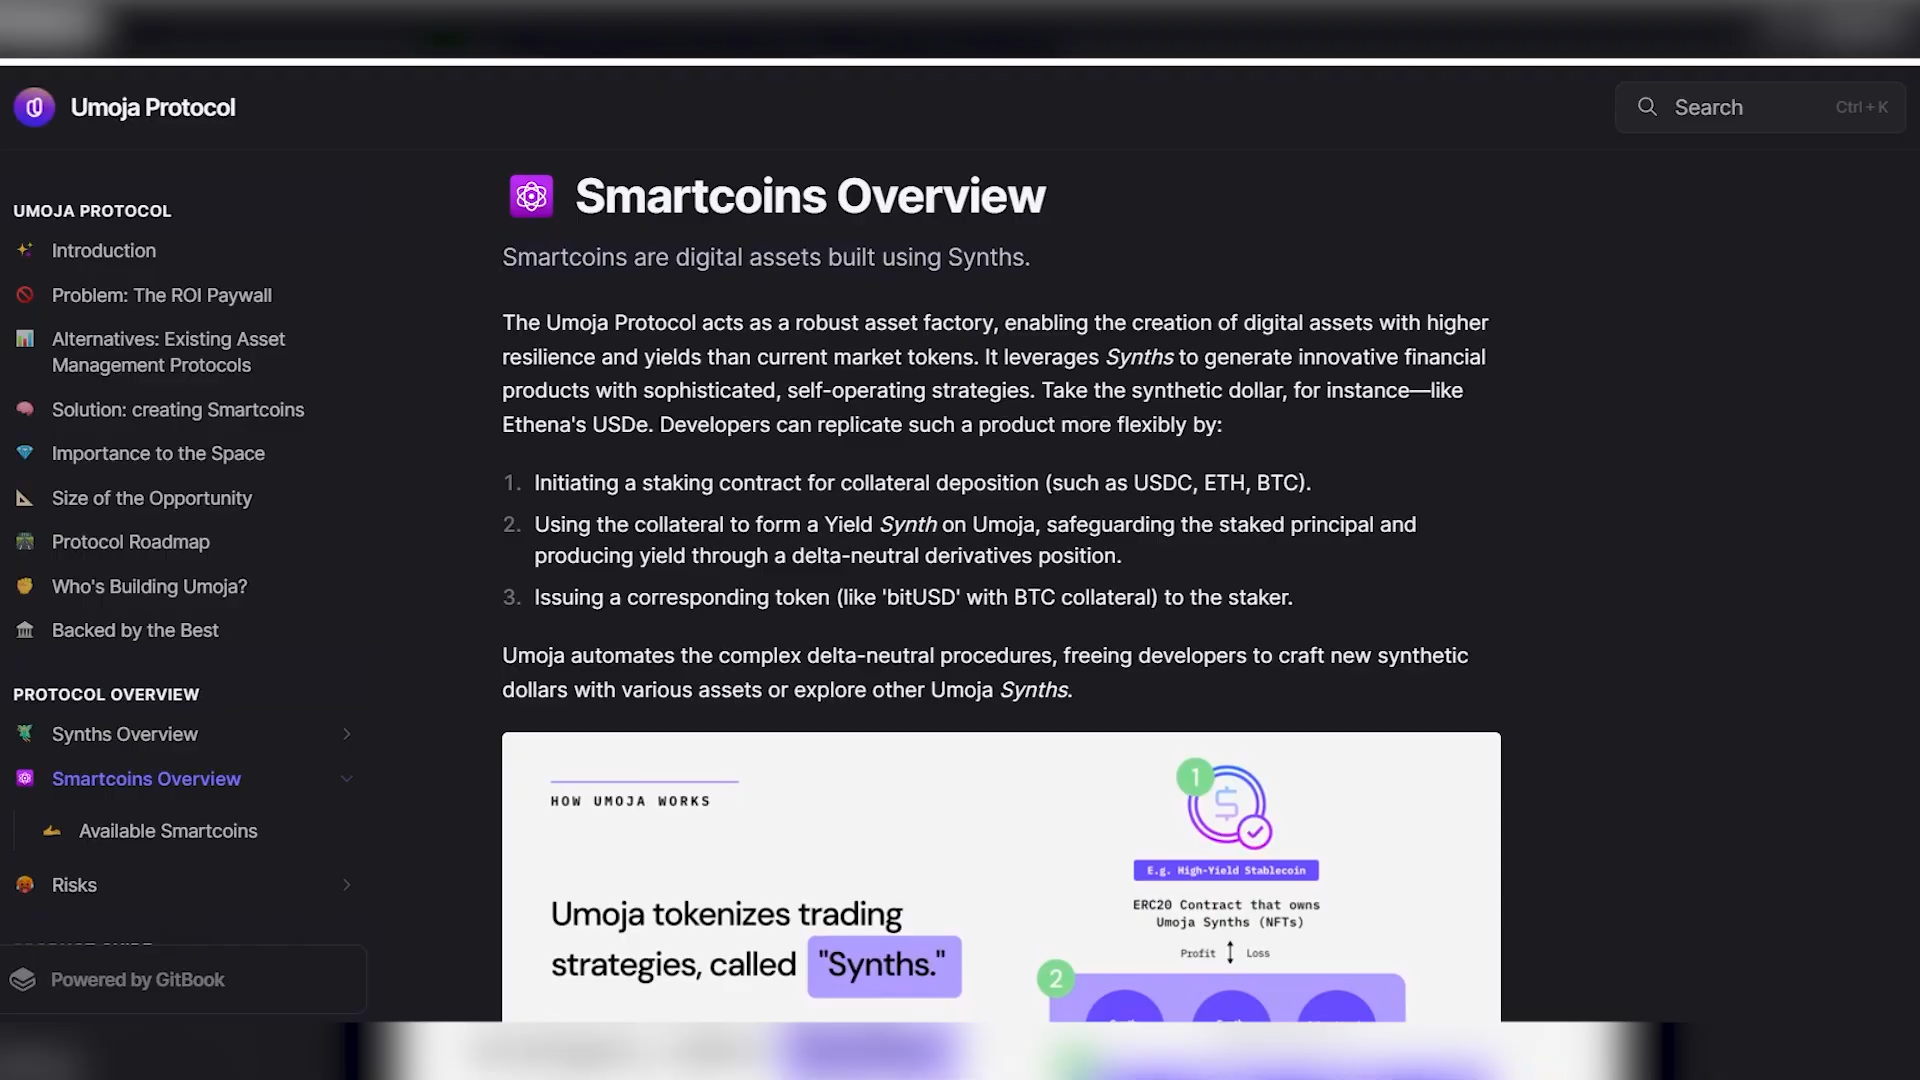 Umoja Protocol
Search
Ctrl + K
UMOJA PROTOCOL
Introduction
Problem: The ROI Paywall
Alternatives: Existing Asset
Management Protocols
Solution: creating Smartcoins
Importance to the Space
Size of the Opportunity
Protocol Roadmap
Who's Building Umoja?
Backed by the Best
PROTOCOL OVERVIEW
Synths Overview
Smartcoins Overview
Available Smartcoins
Risks
Powered by GitBook
Smartcoins Overview
Smartcoins are digital assets built using Synths.
The Umoja Protocol acts as a robust asset factory, enabling the creation of digital assets with higher
resilience and yields than current market tokens. It leverages Synths to generate innovative financial
products with sophisticated, self-operating strategies. Take the synthetic dollar, for instance—like
Ethena's USDe. Developers can replicate such a product more flexibly by:
1. Initiating a staking contract for collateral deposition (such as USDC, ETH, BTC).
2. Using the collateral to form a Yield Synth on Umoja, safeguarding the staked principal and
producing yield through a delta-neutral derivatives position.
3. Issuing a corresponding token (like 'bitUSD' with BTC collateral) to the staker.
Umoja automates the complex delta-neutral procedures, freeing developers to craft new synthetic
dollars with various assets or explore other Umoja Synths.
HOW UMOJA WORKS
Umoja tokenizes trading
strategies, called "Synths."
1
E.g. High-Yield Stablecoin
ERC20 Contract that owns
Umoja Synths (NFTs)
Profit Loss
2